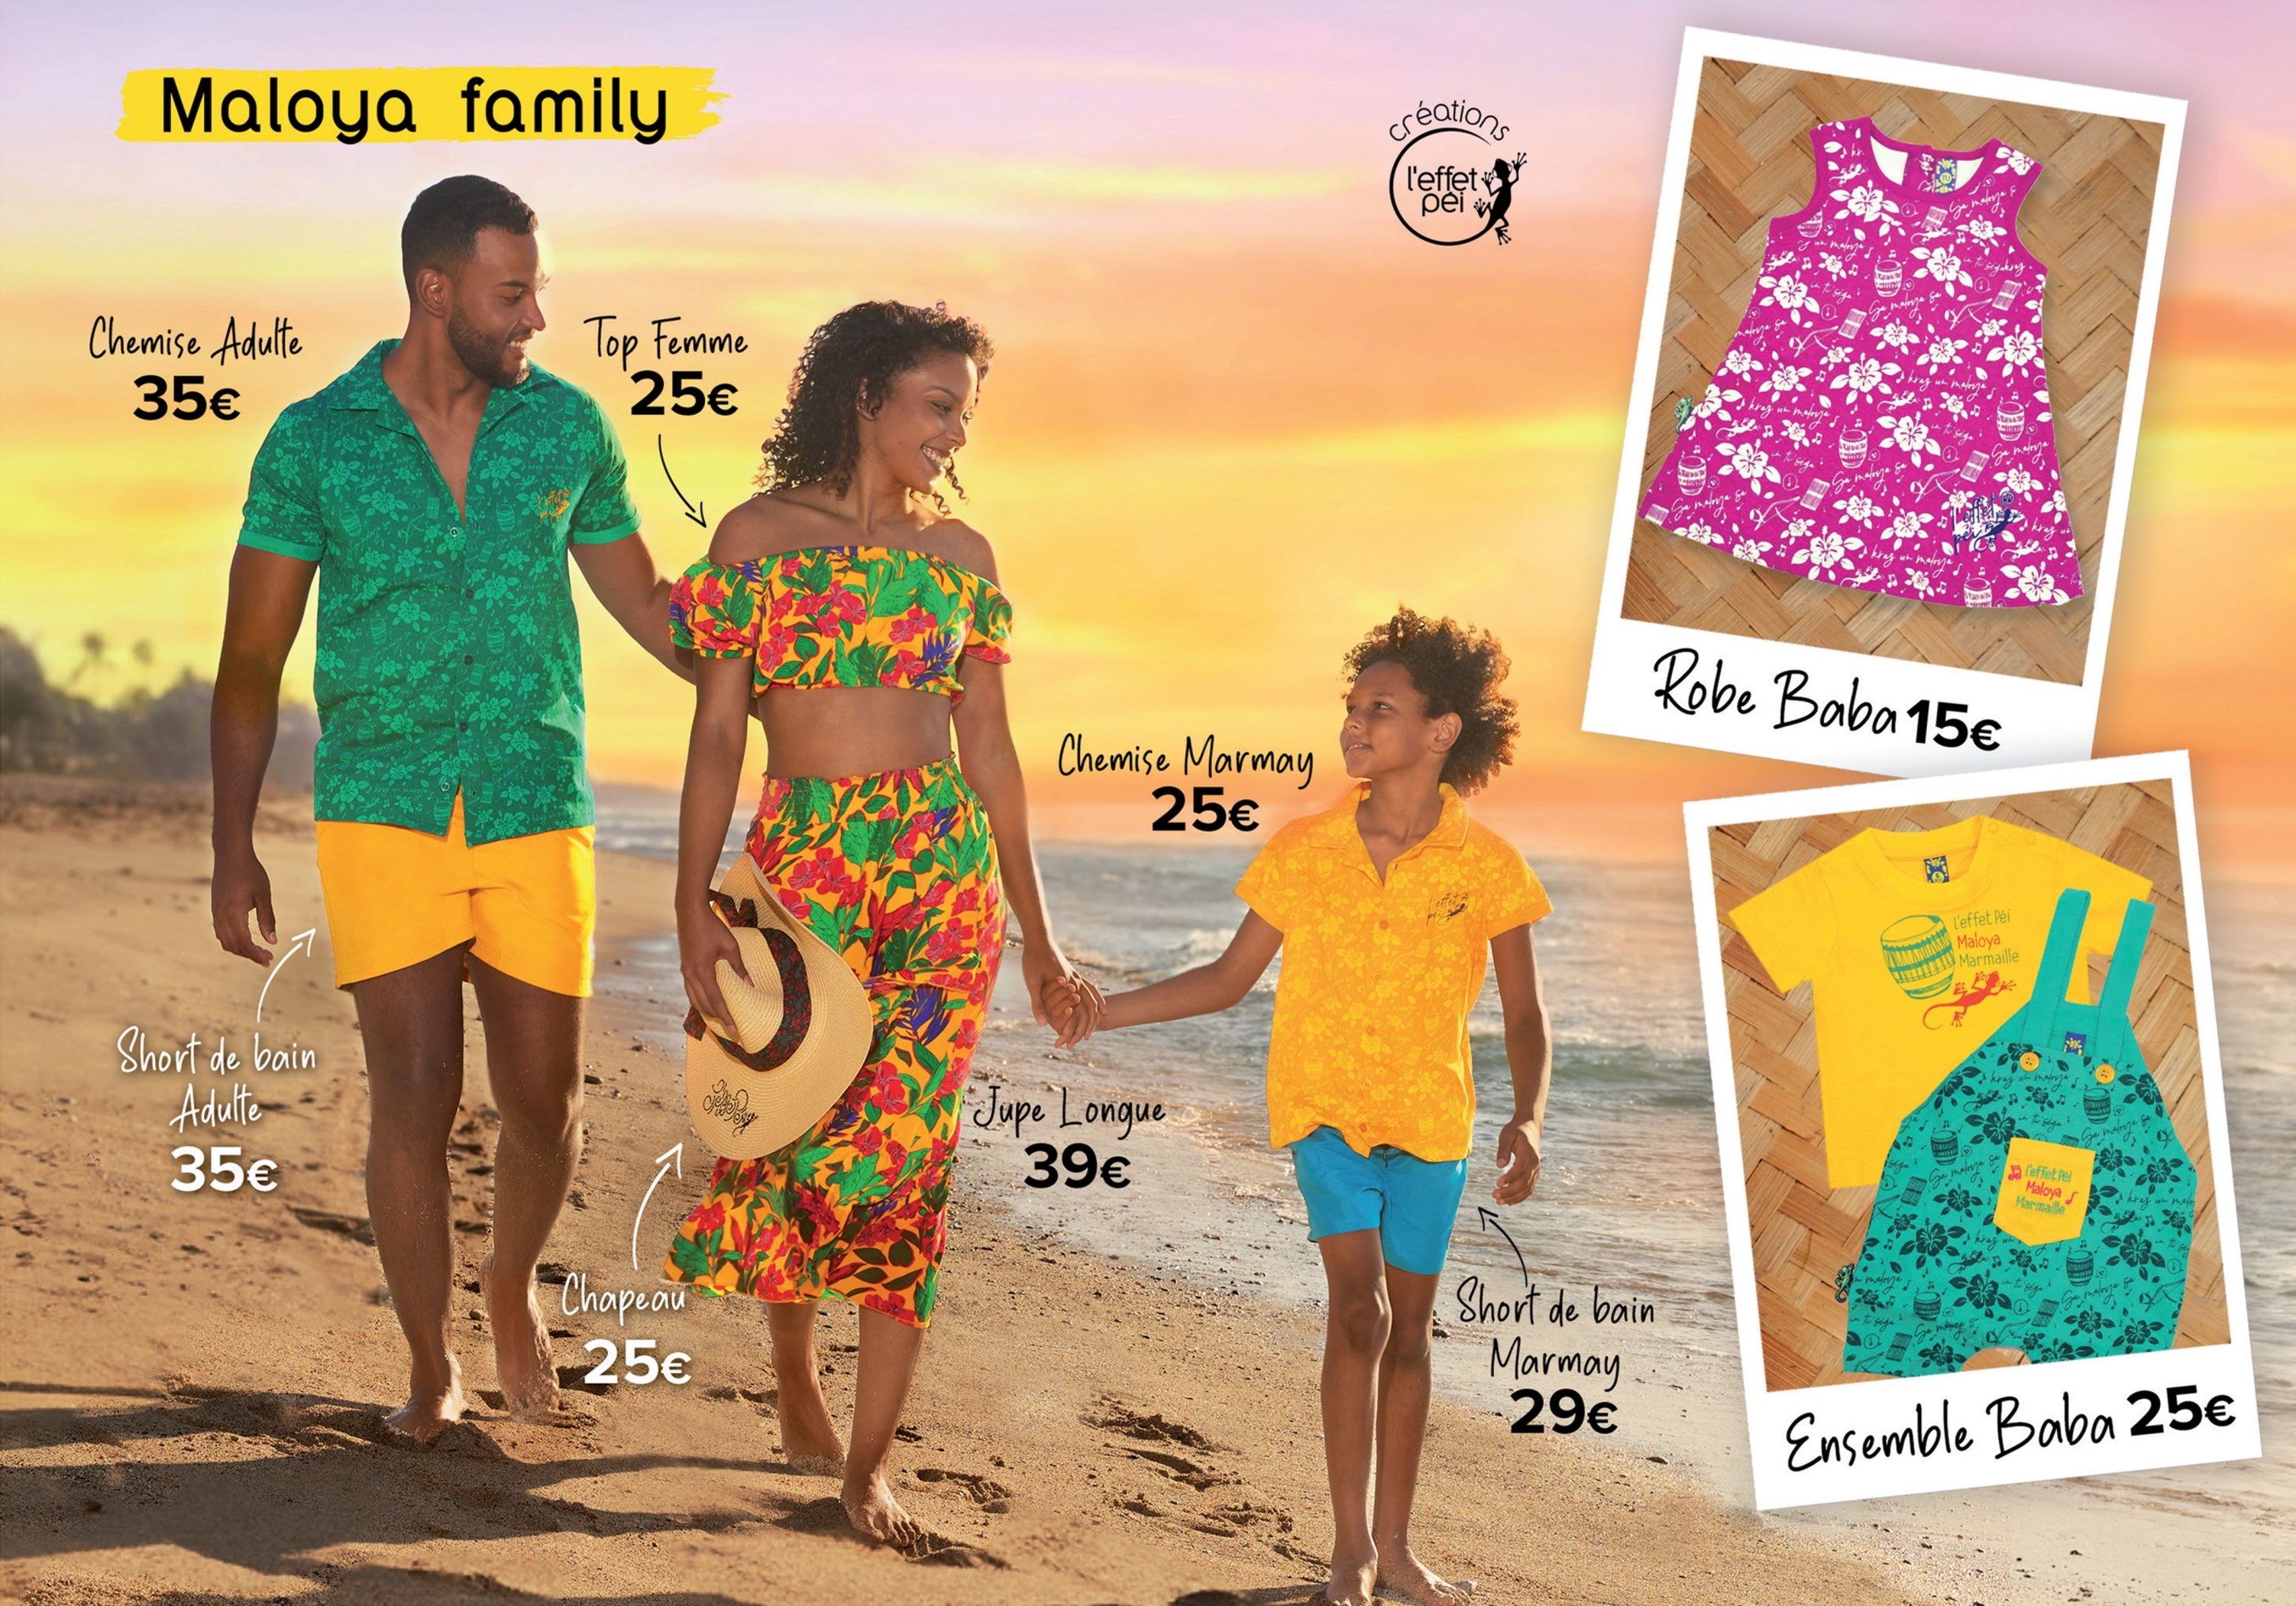 Maloya family
créations
l'effet
péi
Chemise Adulte
35€
Top Femme
25€
Chemise Marmay
25€
Short de bain
Adulte
35€
Chapeau
25€
Jupe Longue
39€
Short de bain
Marmay
29€
Robe Baba 15€
l'effet Péi
Maloya
Marmaille
l'effet Péi
Maloya
Marmaille
Ensemble Baba 25€